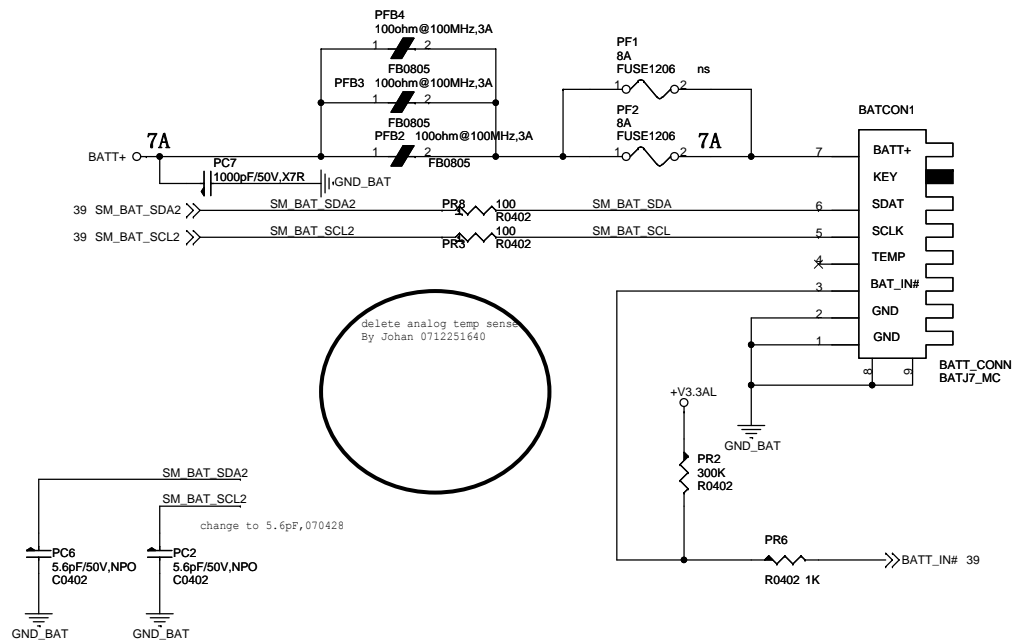 PFB4
100ohm@100MHz,3A
1 2
FB0805
PFB3 100ohm@100MHz,3A
1 2
FB0805
PFB2 100ohm@100MHz,3A
1 2
FB0805
PF1
8A
FUSE1206 ns
1 2
PF2
8A
FUSE1206
1 2
7A
BATT+
7A
PC7
1000pF/50V,X7R
GND_BAT
39 SM_BAT_SDA2
SM_BAT_SDA2
PR8
100
R0402
SM_BAT_SDA
39 SM_BAT_SCL2
SM_BAT_SCL2
PR3
100
R0402
SM_BAT_SCL
BATCON1
7 BATT+
KEY
6 SDAT
5 SCLK
4 TEMP
3 BAT_IN#
2 GND
1 GND
8 9
BATT_CONN
BATJ7_MC
GND_BAT
delete analog temp sense
By Johan 0712251640
+V3.3AL
PR2
300K
R0402
PR6
R0402 1K
BATT_IN# 39
SM_BAT_SDA2
SM_BAT_SCL2
change to 5.6pF,070428
PC6
5.6pF/50V,NPO
C0402
PC2
5.6pF/50V,NPO
C0402
GND_BAT
GND_BAT